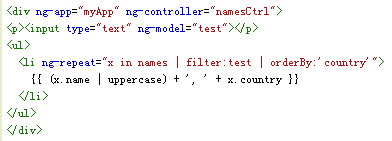 <div ng-app="myApp" ng-controller="namesCtrl">
<p><input type="text" ng-model="test"></p>
<ul>
  <li ng-repeat="x in names | filter:test | orderBy:'country'">
    {{ (x.name | uppercase) + ', ' + x.country }}
  </li>
</ul>
</div>